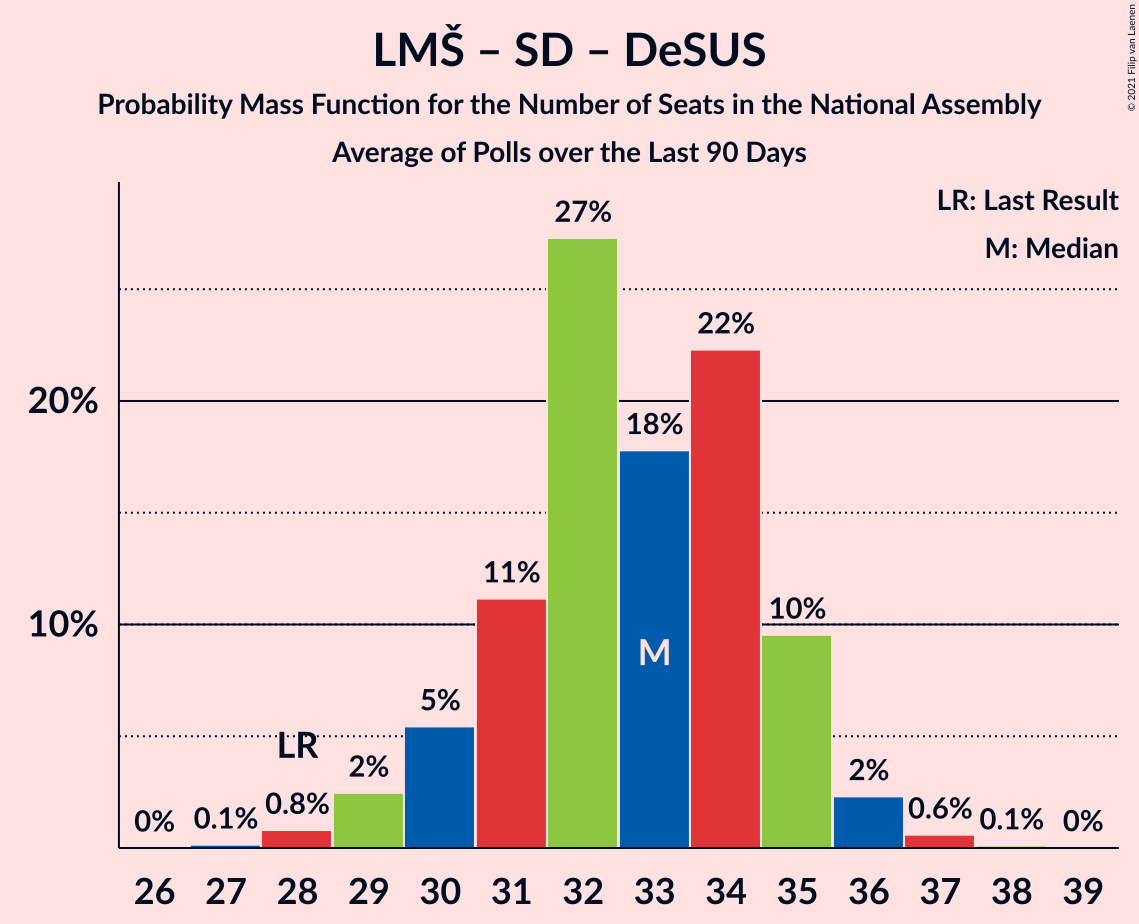 LMŠ – SD – DeSUS
Probability Mass Function for the Number of Seats in the National Assembly
Average of Polls over the Last 90 Days
© 2021 Filip van Laenen
LR: Last Result
M: Median
27%
22%
20%
18%
11%
10%
10%
M
5%
LR
2%
2%
0%
0.1%
0.8%
0.6%
0.1%
0%
26 27 28 29 30 31 32 33 34 35 36 37 38 39